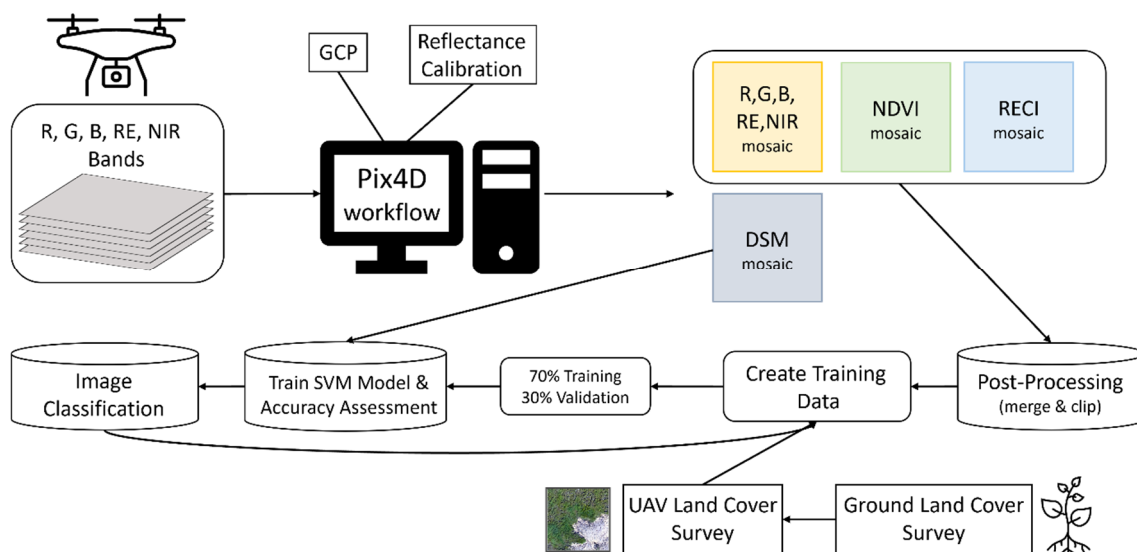 R, G, B, RE, NIR
Bands
GCP
Reflectance
Calibration
Pix4D
workflow
R,G,B,
RE,NIR
mosaic
NDVI
mosaic
RECI
mosaic
DSM
mosaic
Image
Classification
Train SVM Model &
Accuracy Assessment
70% Training
30% Validation
Create Training
Data
Post-Processing
(merge & clip)
UAV Land Cover
Survey
Ground Land Cover
Survey